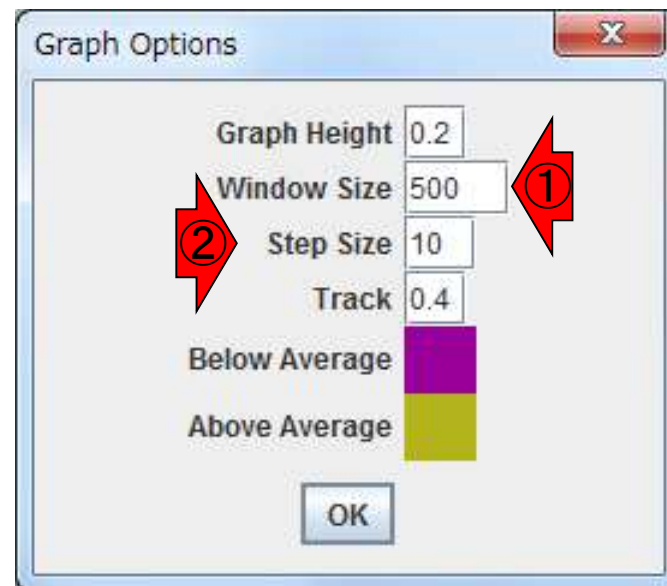 Graph Options
Graph Height 0.2
Window Size 500 ①
② Step Size 10
Track 0.4
Below Average
Above Average
OK